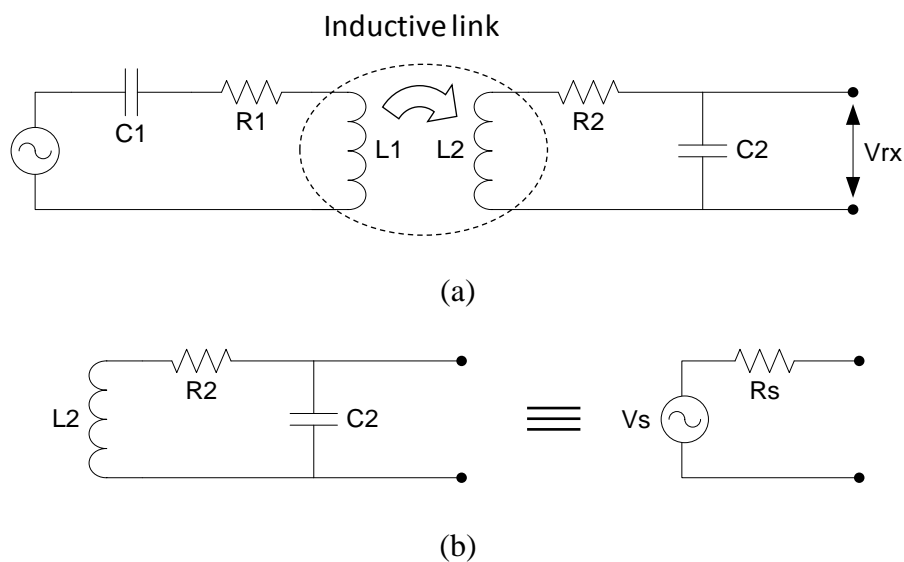 Inductive link
C1
R1
L1
L2
R2
C2
Vrx
(a)
L2
R2
C2
Vs
Rs
(b)